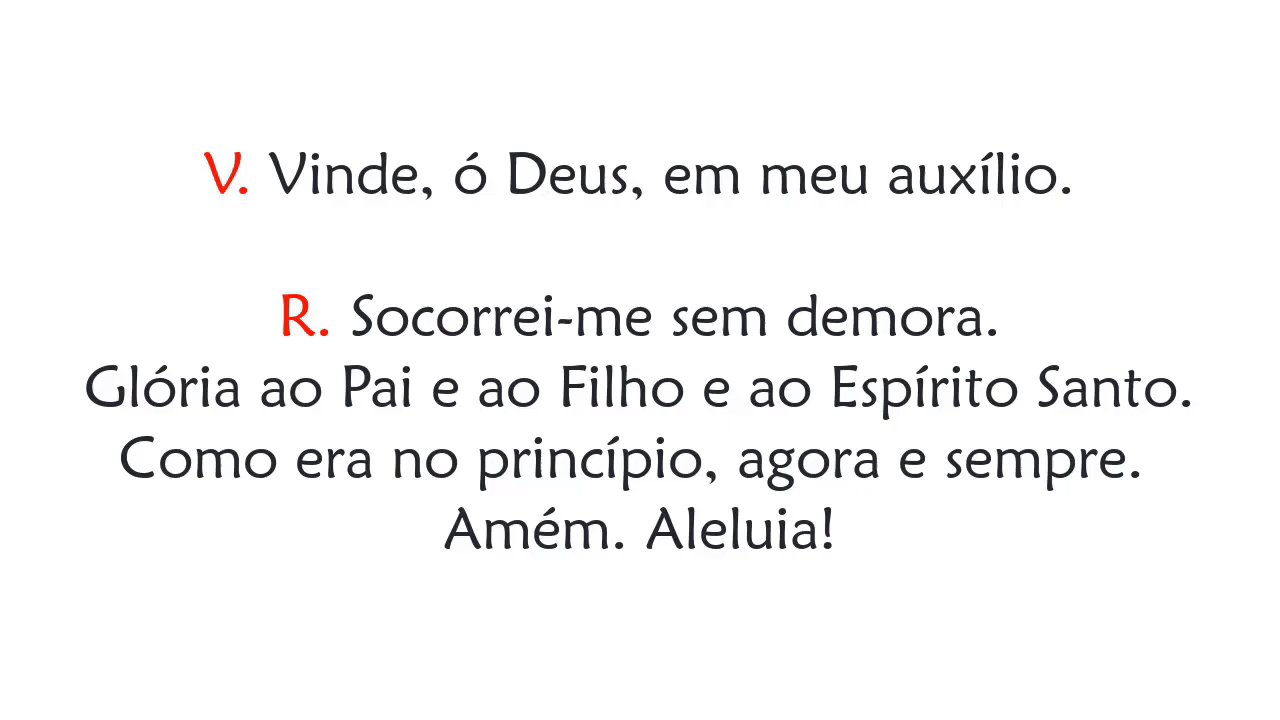 V. Vinde, ó Deus, em meu auxílio.
R. Socorrei-me sem demora.
Glória ao Pai e ao Filho e ao Espírito Santo.
Como era no princípio, agora e sempre.
Amém. Aleluia!